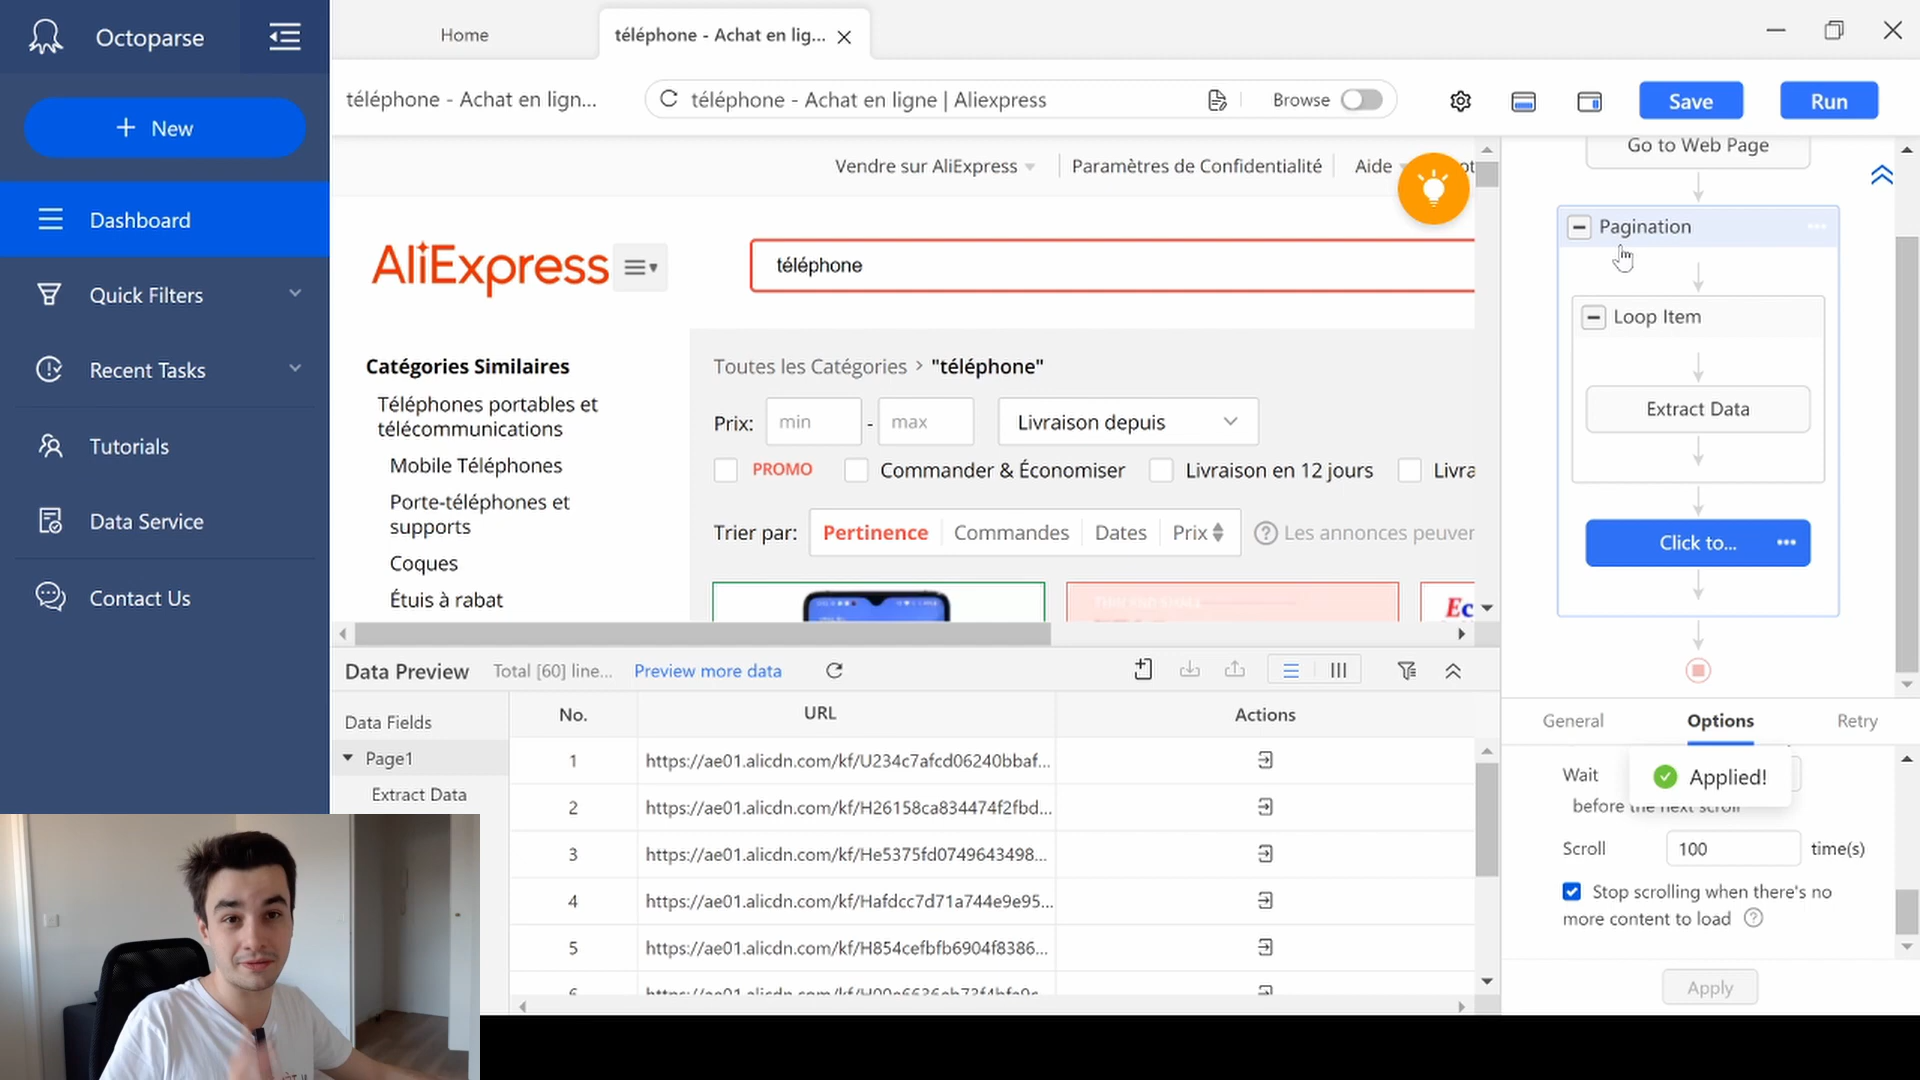 Octoparse
Home
téléphone - Achat en lig...
téléphone - Achat en lign...
téléphone - Achat en ligne | Aliexpress
Browse
Save
Run
New
Dashboard
Quick Filters
Recent Tasks
Tutorials
Data Service
Contact Us
Vendre sur AliExpress
Paramètres de Confidentialité
Aide
AliExpress
téléphone
Catégories Similaires
Téléphones portables et
télécommunications
Mobile Téléphones
Porte-téléphones et
supports
Coques
Étuis à rabat
Toutes les Catégories > "téléphone"
Prix: min - max Livraison depuis
PROMO Commander & Économiser Livraison en 12 jours Livra
Trier par: Pertinence Commandes Dates Prix Les annonces peuver
Ec
Go to Web Page
Pagination
Loop Item
Extract Data
Click to...
Data Preview Total [60] line... Preview more data
Data Fields
Page1
Extract Data
No. URL Actions
1 https://ae01.alicdn.com/kf/U234c7afcd06240bbaf...
2 https://ae01.alicdn.com/kf/H26158ca834474f2fbd...
3 https://ae01.alicdn.com/kf/He5375fd0749643498...
4 https://ae01.alicdn.com/kf/Hafdcc7d71a744e9e95...
5 https://ae01.alicdn.com/kf/H854cefbfb6904f8386...
General Options Retry
Wait
Applied!
before the next scroll
Scroll 100 time(s)
Stop scrolling when there's no
more content to load
Apply